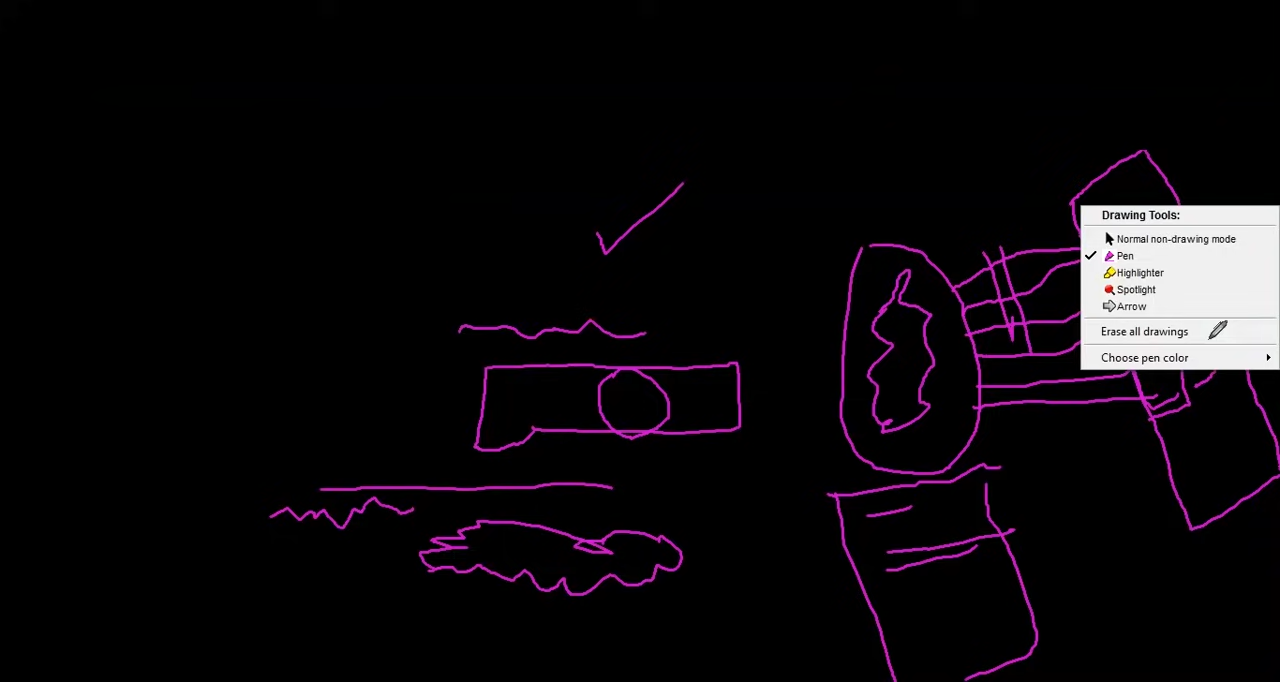 Drawing Tools:
Normal non-drawing mode
Pen
Highlighter
Spotlight
Arrow
Erase all drawings
Choose pen color